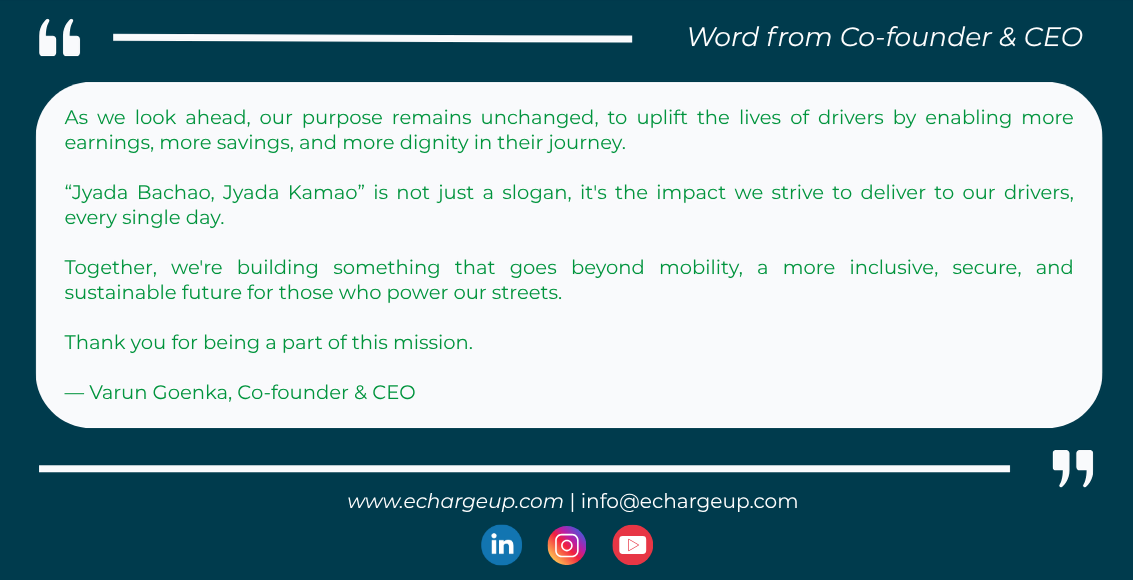 Word from Co-founder & CEO
As we look ahead, our purpose remains unchanged, to uplift the lives of drivers by enabling more
earnings, more savings, and more dignity in their journey.
“Jyada Bachao, Jyada Kamao” is not just a slogan, it's the impact we strive to deliver to our drivers,
every single day.
Together, we're building something that goes beyond mobility, a more inclusive, secure, and
sustainable future for those who power our streets.
Thank you for being a part of this mission.
— Varun Goenka, Co-founder & CEO
www.echargeup.com | info@echargeup.com
in